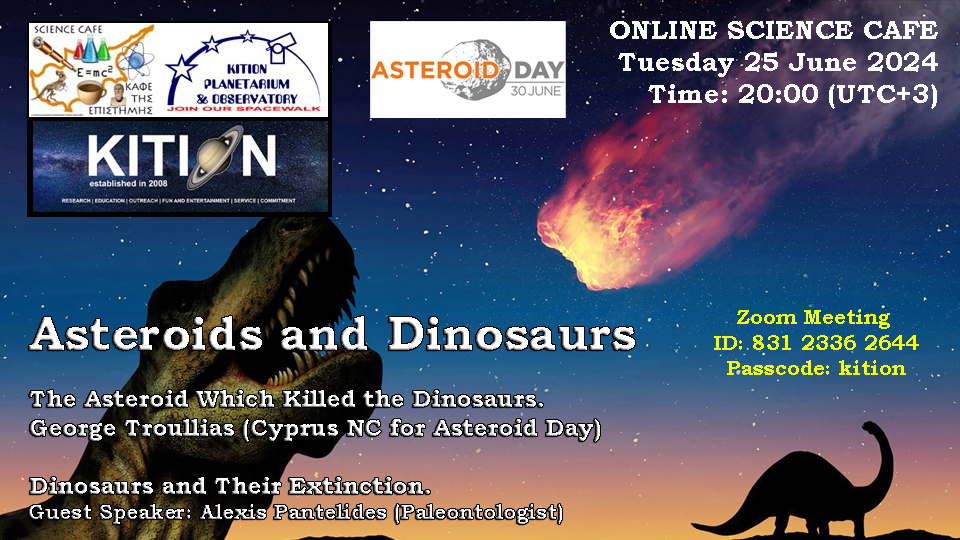 SCIENCE CAFE
E=mc²
ΚΑΦΕ
ΤΗΣ
ΕΠΙΣΤΗΜΗΣ
KITION
PLANETARIUM
& OBSERVATORY
JOIN OUR SPACEWALK
KITION
established in 2008
RESEARCH | EDUCATION | OUTREACH | FUN AND ENTERTAINMENT | SERVICE | COMMITMENT
ASTEROID DAY
30 JUNE
ONLINE SCIENCE CAFE
Tuesday 25 June 2024
Time: 20:00 (UTC+3)
Asteroids and Dinosaurs
Zoom Meeting
ID: 831 2336 2644
Passcode: kition
The Asteroid Which Killed the Dinosaurs.
George Troullias (Cyprus NC for Asteroid Day)
Dinosaurs and Their Extinction.
Guest Speaker: Alexis Pantelides (Paleontologist)